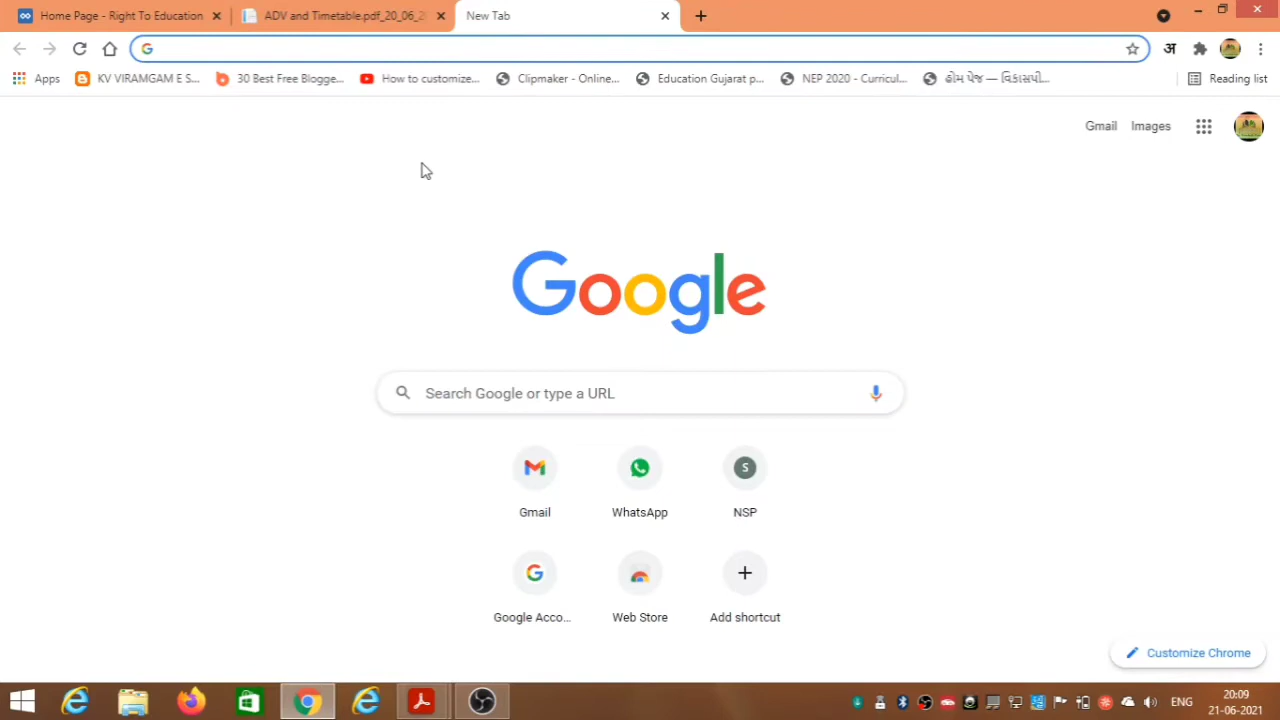 Home Page - Right To Education
ADV and Timetable.pdf_20_06_2
New Tab
अ
Apps
KV VIRAMGAM E S...
30 Best Free Blogge...
How to customize...
Clipmaker - Online...
Education Gujarat p...
NEP 2020 - Curricul...
હોમ પેજ — વિકાસપી...
Reading list
Gmail
Images
Google
Search Google or type a URL
S
Gmail
WhatsApp
NSP
Google Acco...
Web Store
Add shortcut
Customize Chrome
ENG
20:09
21-06-2021